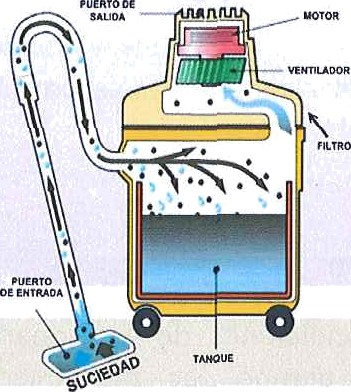 PUERTO DE
SALIDA
MOTOR
VENTILADOR
FILTRO
PUERTO
DE ENTRADA
TANQUE
SUCIEDAD